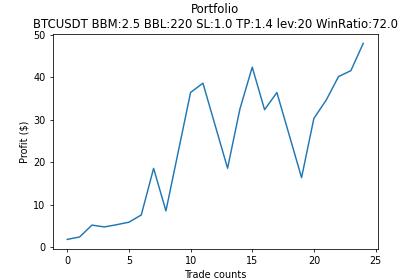 Portfolio
BTCUSDT BBM:2.5 BBL:220 SL:1.0 TP:1.4 lev:20 WinRatio:72.0
50
40
30
20
10
0
Profit ($)
0 5 10 15 20 25
Trade counts